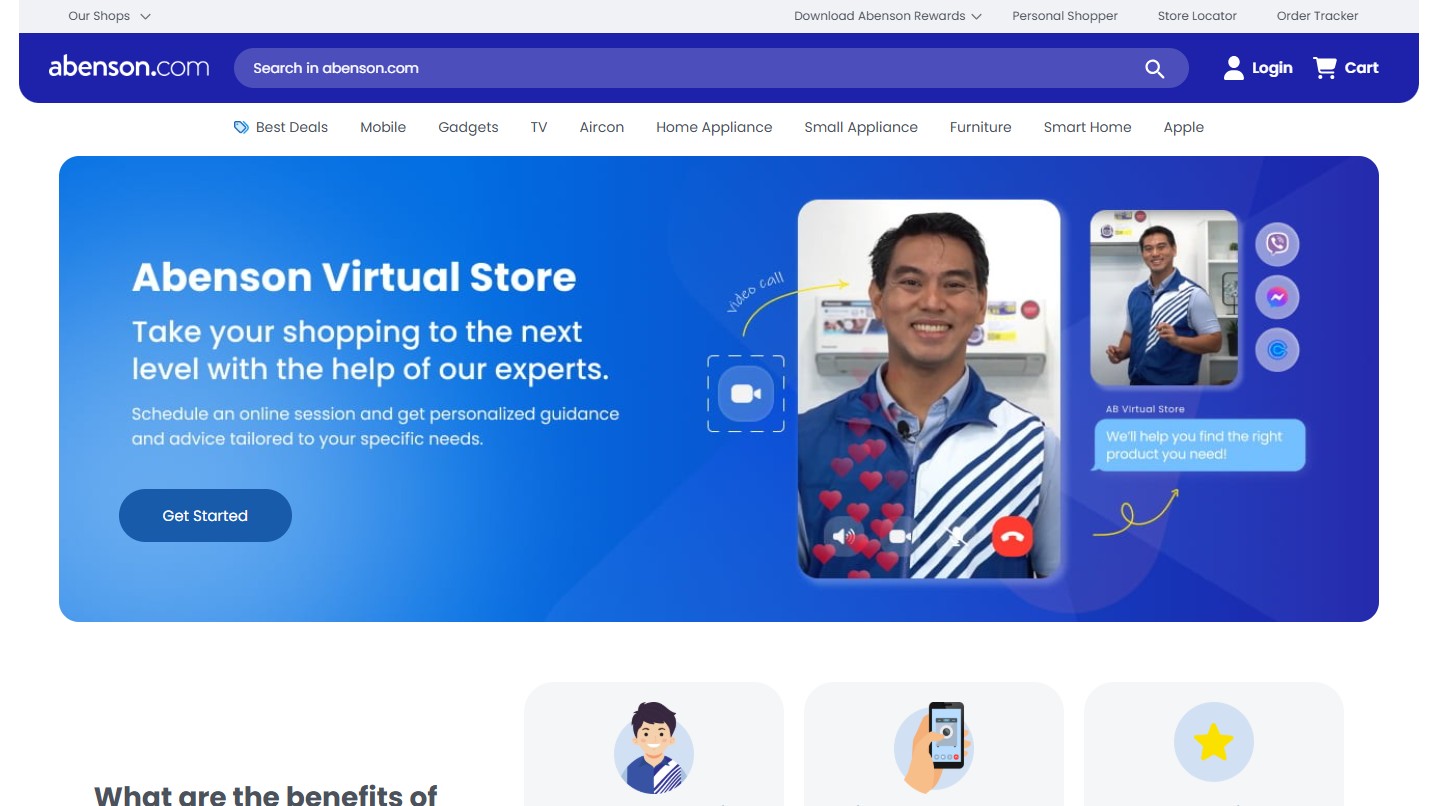 Our Shops
Download Abenson Rewards
Personal Shopper
Store Locator
Order Tracker
abenson.com
Search in abenson.com
Login
Cart
Best Deals
Mobile
Gadgets
TV
Aircon
Home Appliance
Small Appliance
Furniture
Smart Home
Apple
Abenson Virtual Store
Take your shopping to the next
level with the help of our experts.
Schedule an online session and get personalized guidance
and advice tailored to your specific needs.
Get Started
video call
AB Virtual Store
We'll help you find the right
product you need!
What are the benefits of